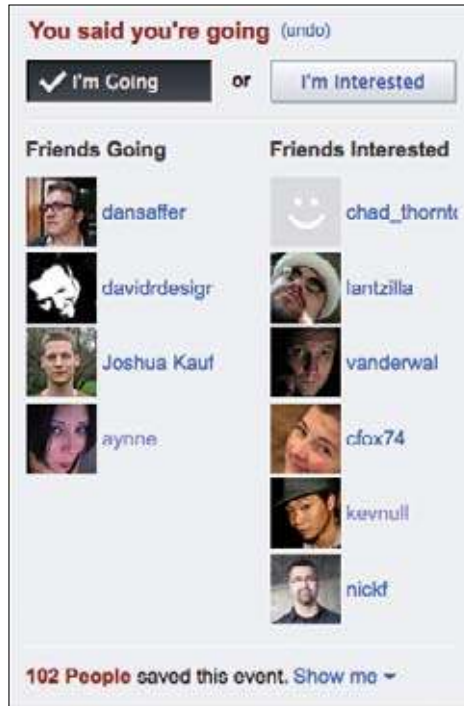 You said you're going (undo)
I'm Going or I'm Interested
Friends Going
dansaffer
davidrdesigr
Joshua Kauf
aynne
Friends Interested
chad_thornt
lantzilla
vanderwal
cfox74
kevnull
nickf
102 People saved this event. Show me